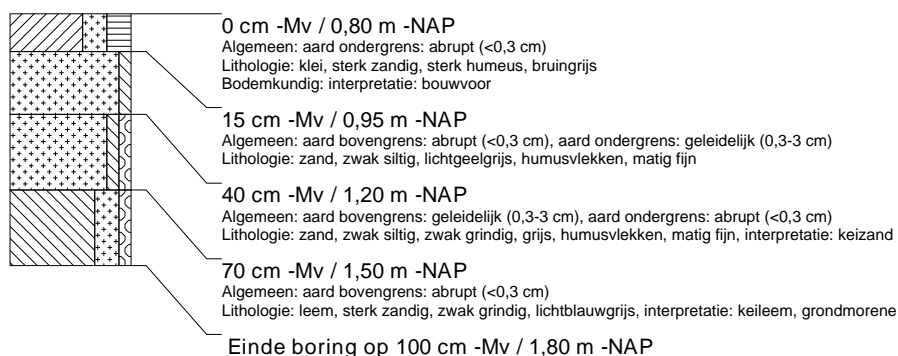 0 cm -Mv / 0,80 m -NAP
Algemeen: aard ondergrens: abrupt (<0,3 cm)
Lithologie: klei, sterk zandig, sterk humeus, bruingrijs
Bodemkundig: interpretatie: bouwvoor
15 cm -Mv / 0,95 m -NAP
Algemeen: aard bovengrens: abrupt (<0,3 cm), aard ondergrens: geleidelijk (0,3-3 cm)
Lithologie: zand, zwak siltig, lichtgeelgrijs, humusvlekken, matig fijn
40 cm -Mv / 1,20 m -NAP
Algemeen: aard bovengrens: geleidelijk (0,3-3 cm), aard ondergrens: abrupt (<0,3 cm)
Lithologie: zand, zwak siltig, zwak grindig, grijs, humusvlekken, matig fijn, interpretatie: keizand
70 cm -Mv / 1,50 m -NAP
Algemeen: aard bovengrens: abrupt (<0,3 cm)
Lithologie: leem, sterk zandig, zwak grindig, lichtblauwgrijs, interpretatie: keileem, grondmorene
Einde boring op 100 cm -Mv / 1,80 m -NAP